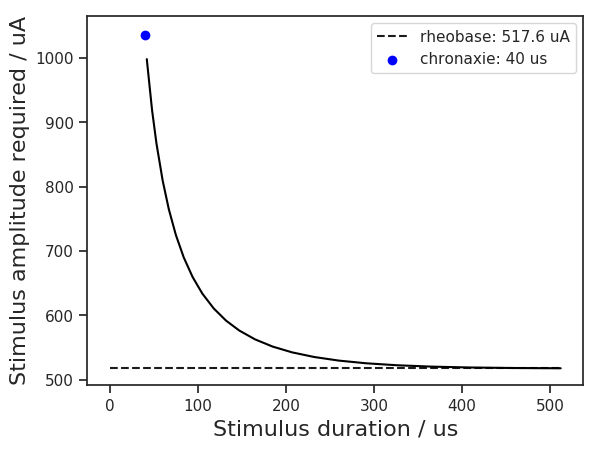 rheobase: 517.6 uA
chronaxie: 40 us
Stimulus amplitude required / uA
1000
900
800
700
600
500
0 100 200 300 400 500
Stimulus duration / us